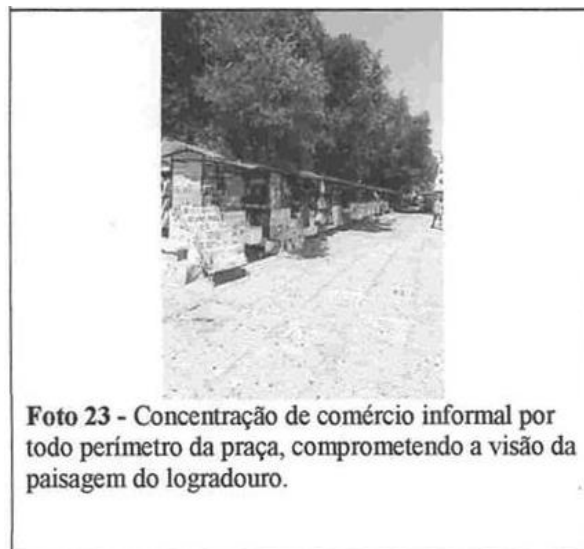 Foto 23 - Concentração de comércio informal por
todo perímetro da praça, comprometendo a visão da
paisagem do logradouro.